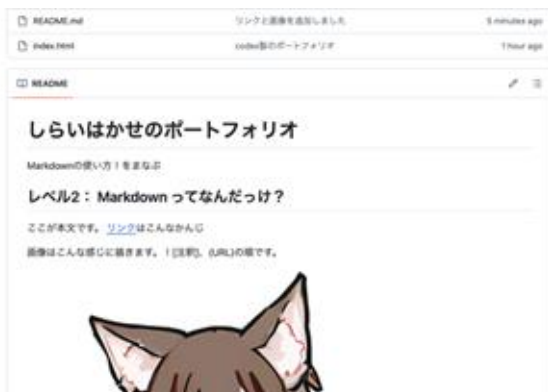 README.md リンクと画像を追加しました 5 minutes ago
index.html codex製のポートフォリオ 1 hour ago
README
しらいはかせのポートフォリオ
Markdownの使い方！をまなぶ
レベル2： Markdown ってなんだっけ？
ここが本文です。 リンクはこんなかんじ
画像はこんな感じに描きます。！[注釈]、(URL)の順です。